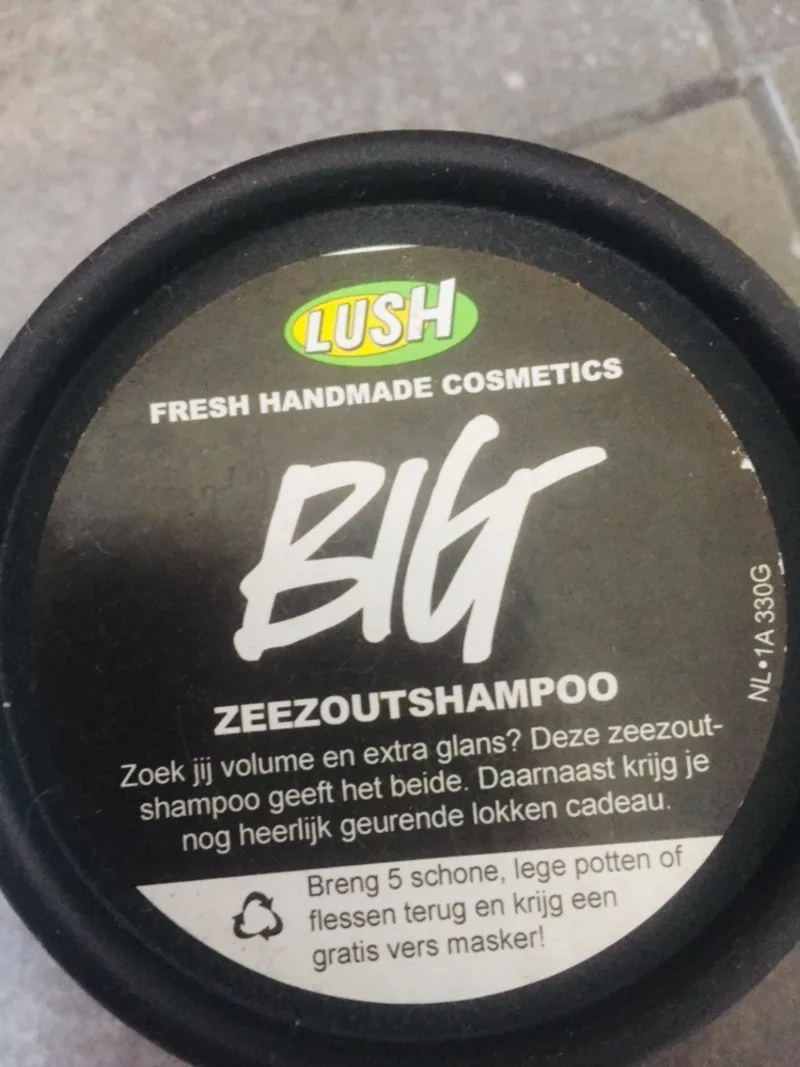 LUSH
FRESH HANDMADE COSMETICS
BIG
ZEEZOUTSHAMPOO
Zoek jij volume en extra glans? Deze zeezout-
shampoo geeft het beide. Daarnaast krijg je
nog heerlijk geurende lokken cadeau.
NL•1A 330G
Breng 5 schone, lege potten of
flessen terug en krijg een
gratis vers masker!